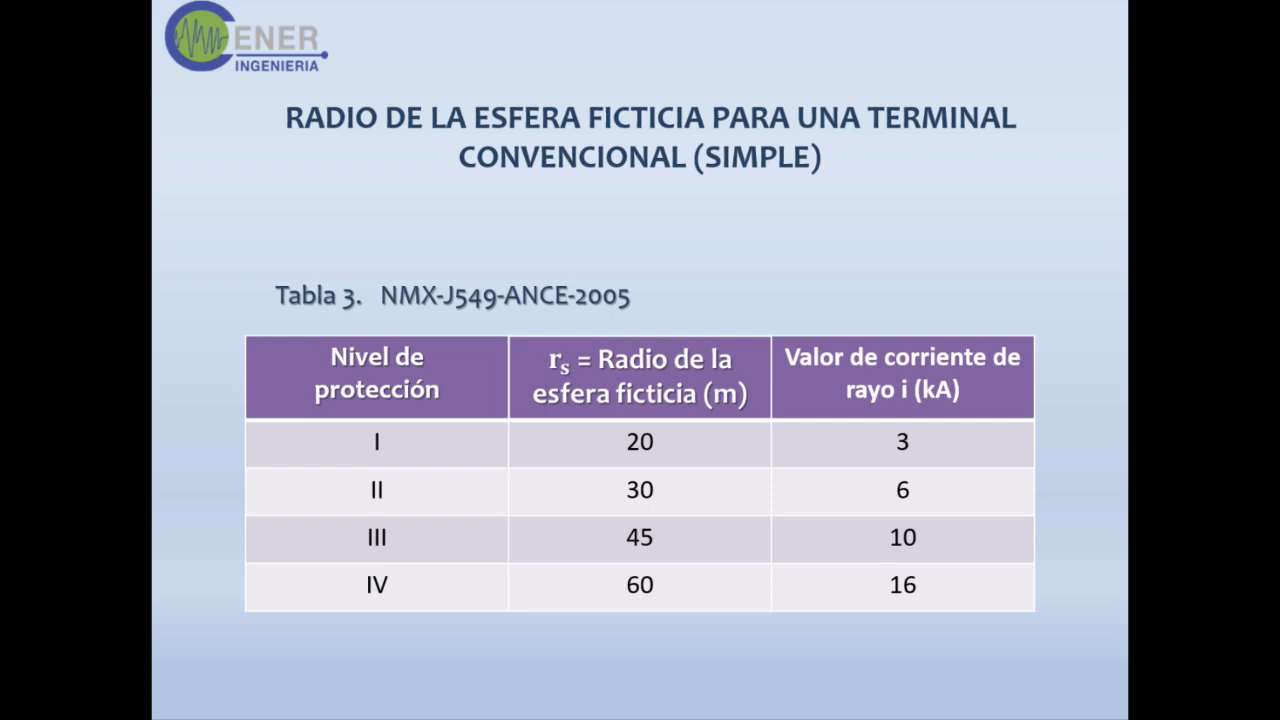 CENER
INGENIERIA
RADIO DE LA ESFERA FICTICIA PARA UNA TERMINAL
CONVENCIONAL (SIMPLE)
Tabla 3. NMX-J549-ANCE-2005
Nivel de protección | rₛ = Radio de la esfera ficticia (m) | Valor de corriente de rayo i (kA)
I | 20 | 3
II | 30 | 6
III | 45 | 10
IV | 60 | 16